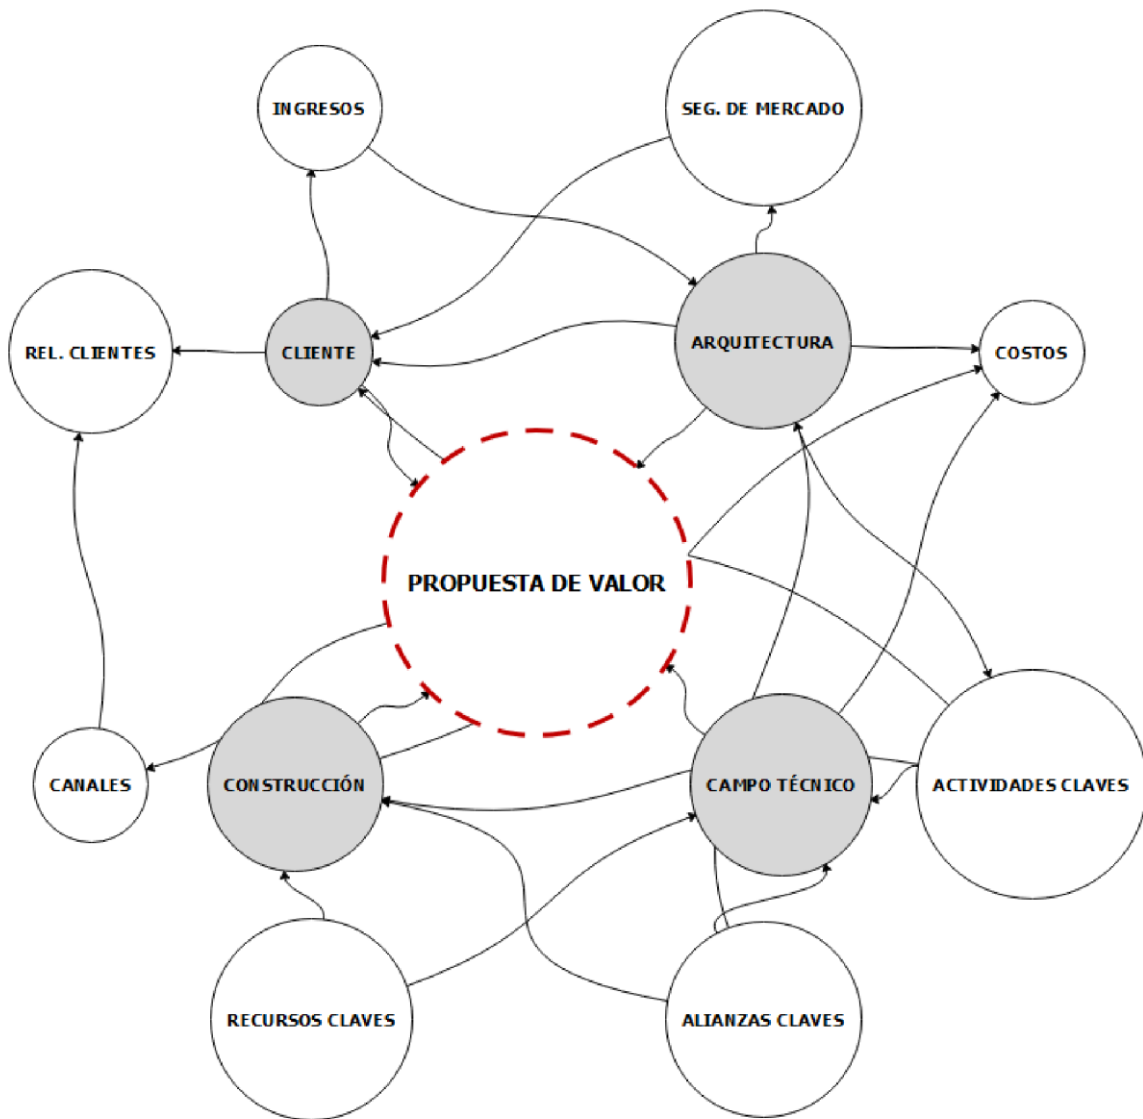 INGRESOS
SEG. DE MERCADO
REL. CLIENTES
CLIENTE
ARQUITECTURA
COSTOS
PROPUESTA DE VALOR
CANALES
CONSTRUCCIÓN
CAMPO TÉCNICO
ACTIVIDADES CLAVES
RECURSOS CLAVES
ALIANZAS CLAVES